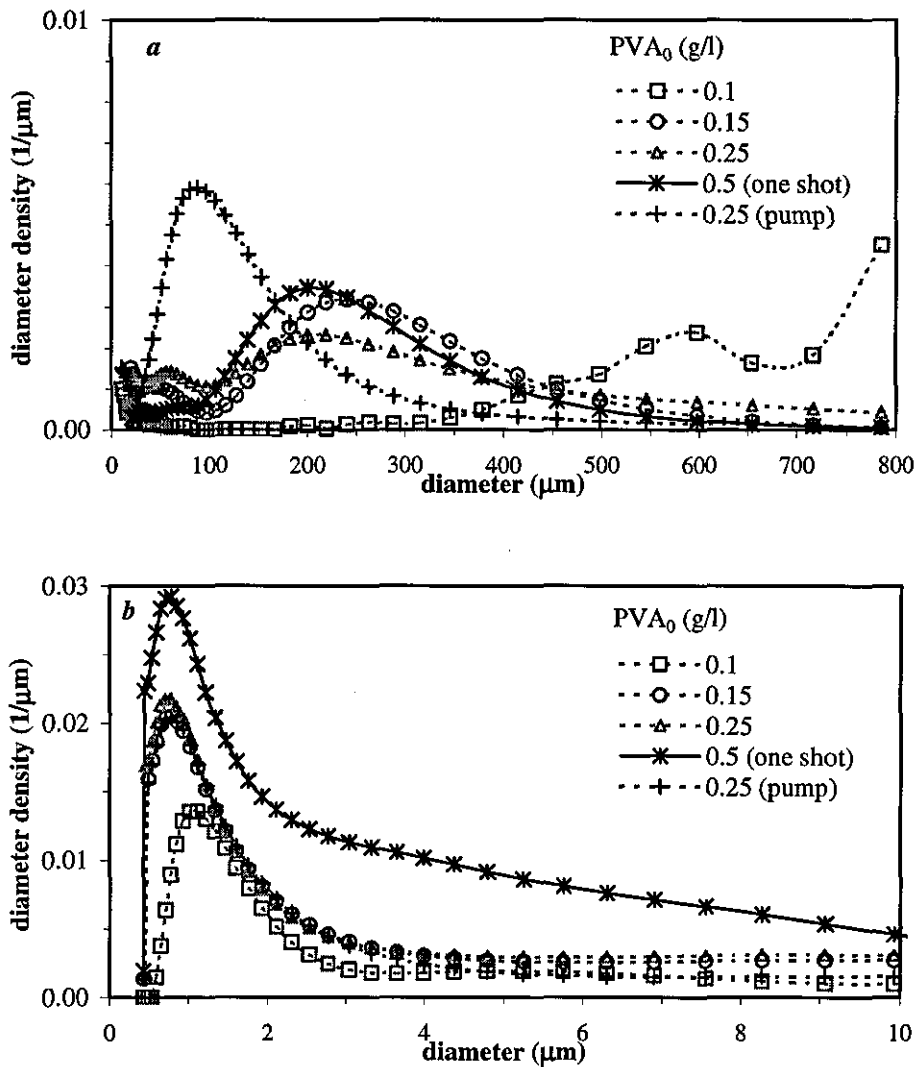 0.01
a
PVA₀ (g/l)
0.1
0.15
0.25
0.5 (one shot)
0.25 (pump)
diameter density (1/μm)
0.00
0 100 200 300 400 500 600 700 800
diameter (μm)
0.03
b
PVA₀ (g/l)
0.1
0.15
0.25
0.5 (one shot)
0.25 (pump)
0.02
diameter density (1/μm)
0.01
0.00
0 2 4 6 8 10
diameter (μm)